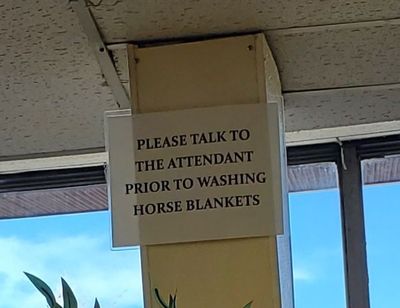 PLEASE TALK TO
THE ATTENDANT
PRIOR TO WASHING
HORSE BLANKETS